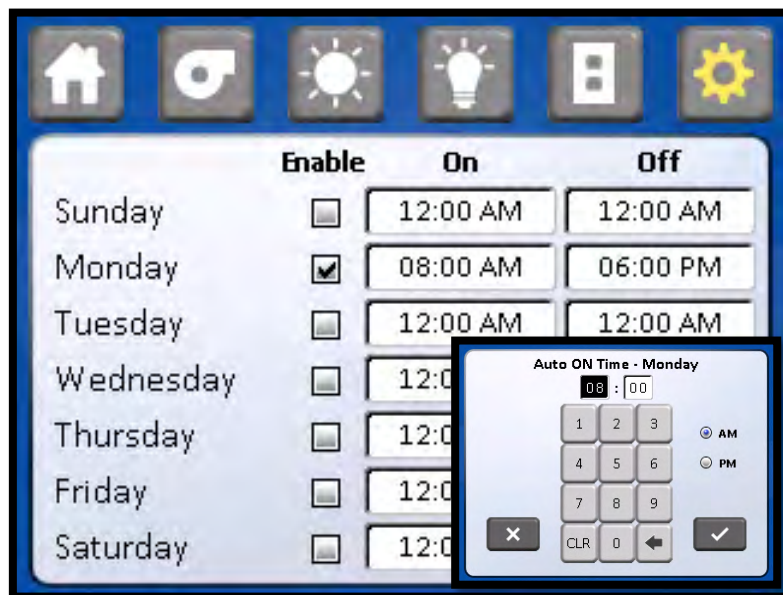 Enable On Off
Sunday 12:00 AM 12:00 AM
Monday 08:00 AM 06:00 PM
Tuesday 12:00 AM 12:00 AM
Wednesday 12:0
Thursday 12:0
Friday 12:0
Saturday 12:0
Auto ON Time - Monday
08 : 00
1 2 3
AM
4 5 6
PM
7 8 9
CLR 0